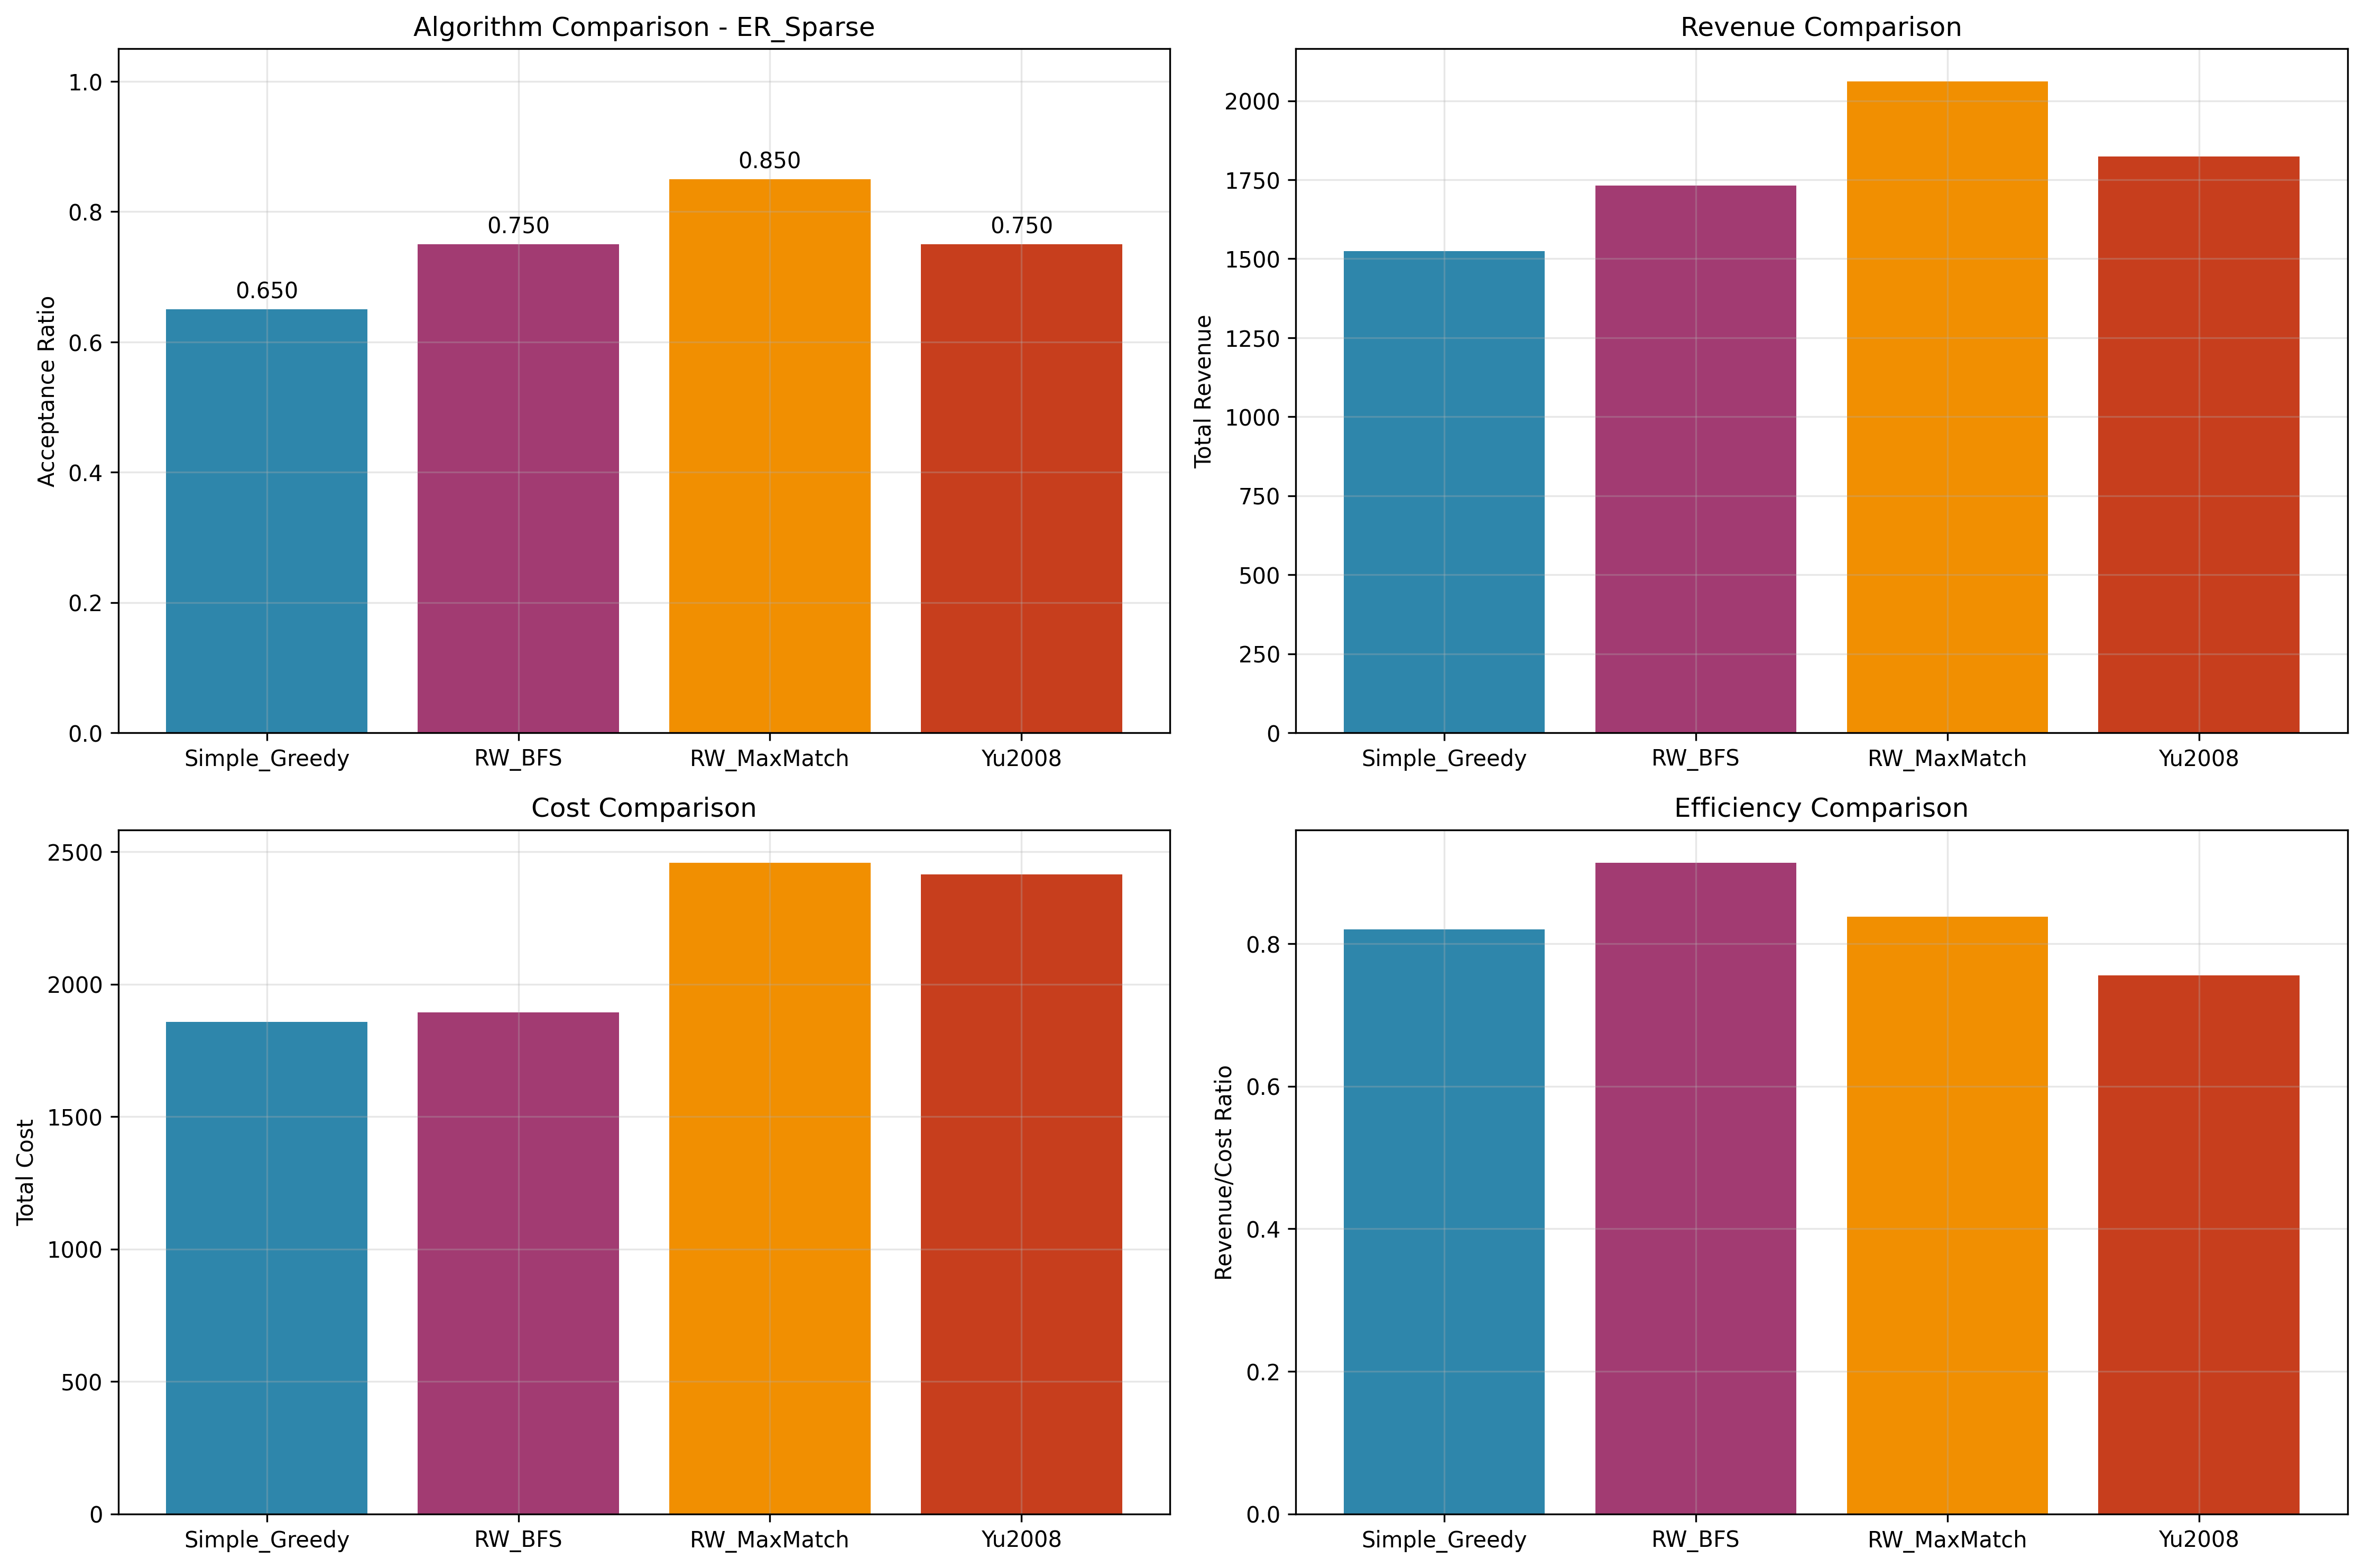 Algorithm Comparison - ER_Sparse
Acceptance Ratio
1.0
0.8
0.6
0.4
0.2
0.0
0.650
0.750
0.850
0.750
Simple_Greedy RW_BFS RW_MaxMatch Yu2008
Revenue Comparison
Total Revenue
2000
1750
1500
1250
1000
750
500
250
0
Simple_Greedy RW_BFS RW_MaxMatch Yu2008
Cost Comparison
Total Cost
2500
2000
1500
1000
500
0
Simple_Greedy RW_BFS RW_MaxMatch Yu2008
Efficiency Comparison
Revenue/Cost Ratio
0.8
0.6
0.4
0.2
0.0
Simple_Greedy RW_BFS RW_MaxMatch Yu2008